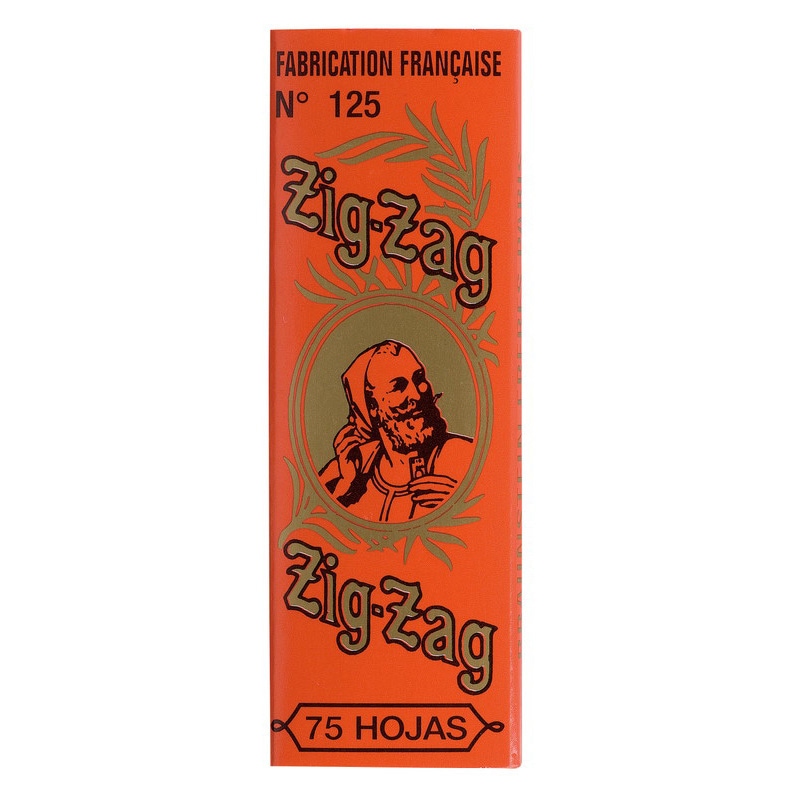 FABRICATION FRANÇAISE
N° 125
Zig-Zag
Zig-Zag
75 HOJAS